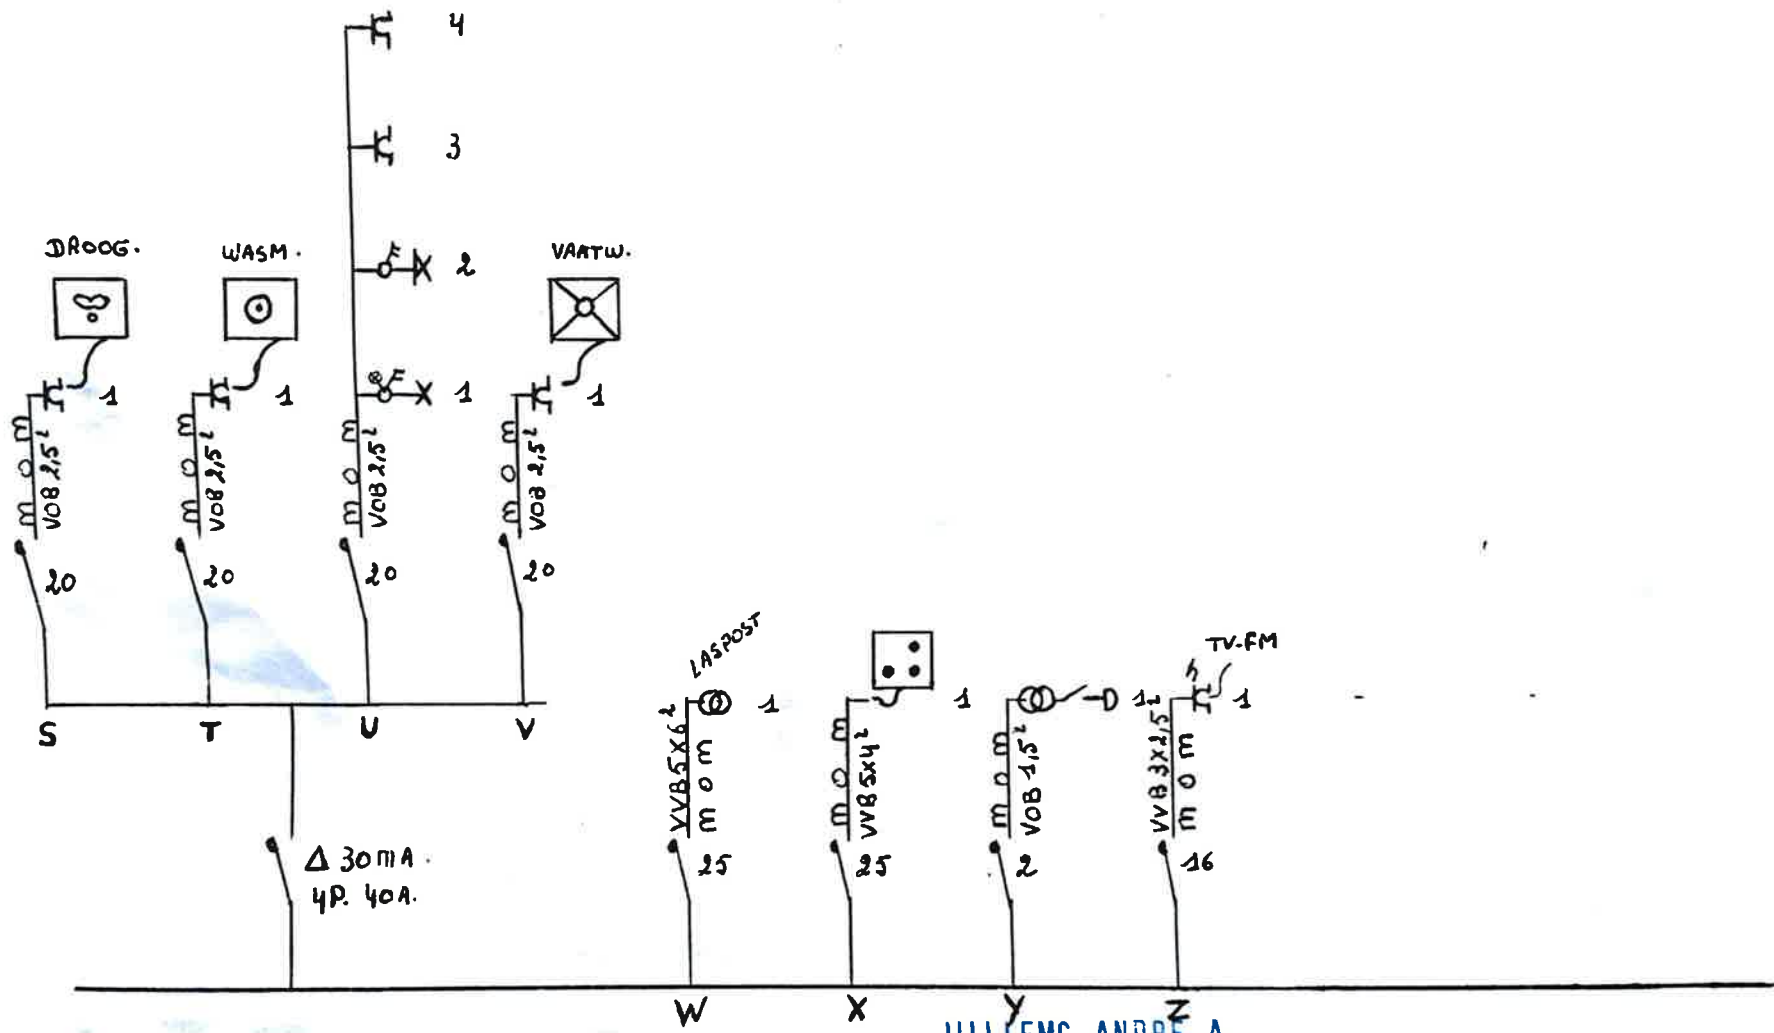 4
3
2
DROOG.
WASM.
VAATW.
1
1
1
1
VOB 2,5²
VOB 2,5²
VOB 2,5²
VOB 2,5²
20
20
20
20
S
T
U
V
Δ 30mA.
4P. 40A.
LASPOST
TV-FM
1
1
1
h
1
VVB 5X6²
VVB 5X4²
VOB 1,5²
VVB 3X2,5²
25
25
2
16
W
X
Y
Z
ANDRE A